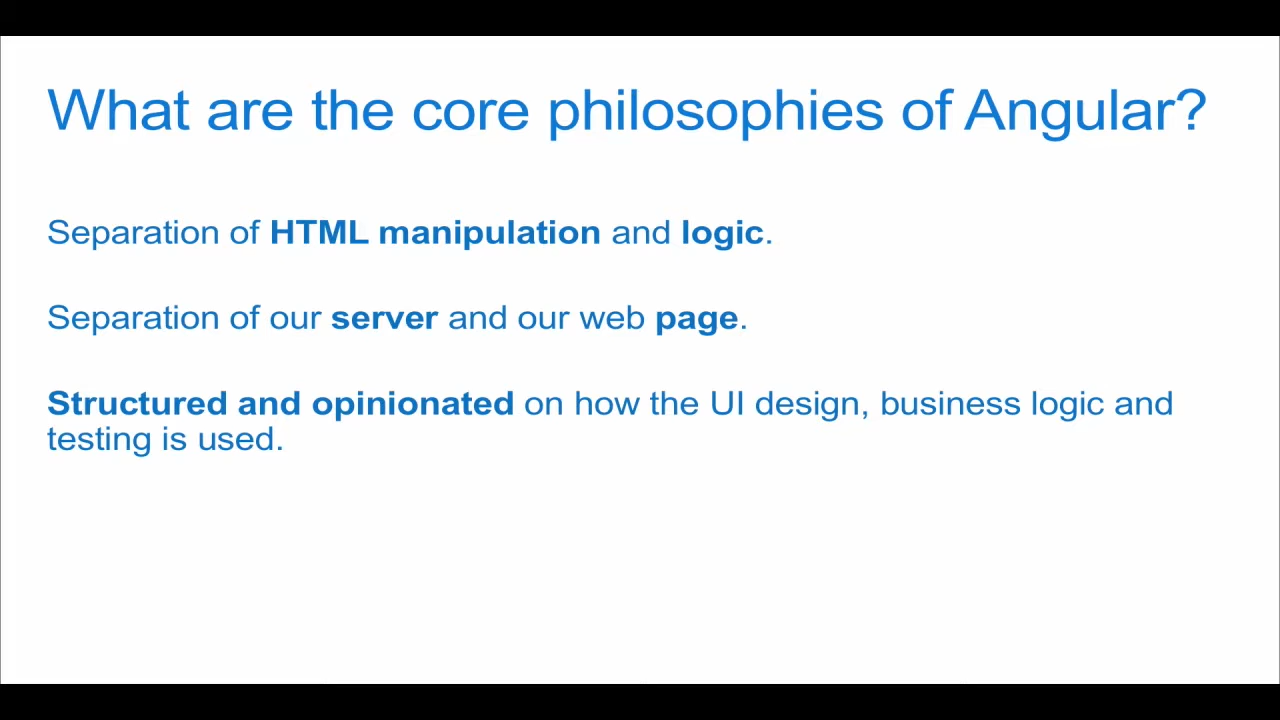 What are the core philosophies of Angular?
Separation of HTML manipulation and logic.
Separation of our server and our web page.
Structured and opinionated on how the UI design, business logic and
testing is used.